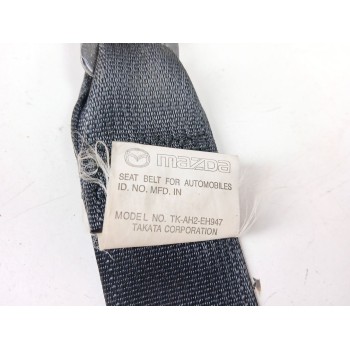 mazda
SEAT BELT FOR AUTOMOBILES
ID. NO. MFD. IN
MODEL NO. TK-AH2-EH947
TAKATA CORPORATION